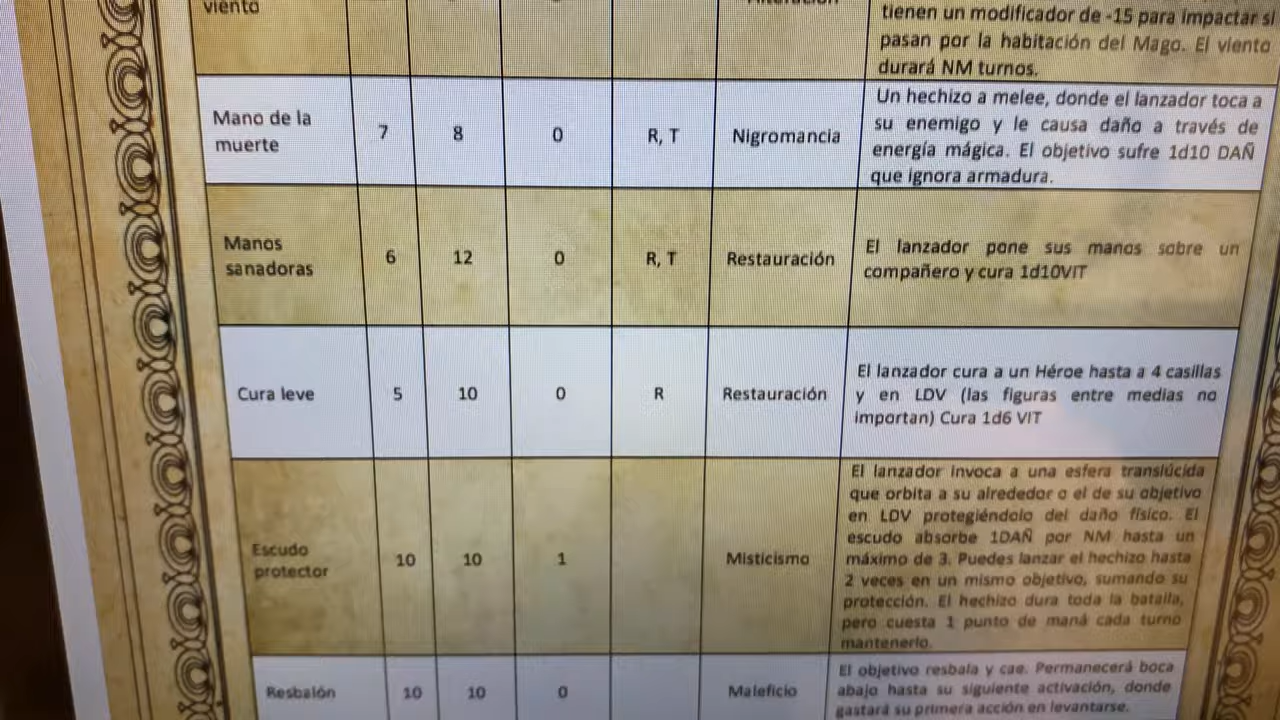 viento
tienen un modificador de -15 para impactar si
pasan por la habitación del Mago. El viento
durará NM turnos.
Mano de la
muerte
7
8
0
R, T
Nigromancia
Un hechizo a melee, donde el lanzador toca a
su enemigo y le causa daño a través de
energía mágica. El objetivo sufre 1d10 DAÑ
que ignora armadura.
Manos
sanadoras
6
12
0
R, T
Restauración
El lanzador pone sus manos sobre un
compañero y cura 1d10VIT
Cura leve
5
10
0
R
Restauración
El lanzador cura a un Héroe hasta a 4 casillas
y en LDV (las figuras entre medias no
importan) Cura 1d6 VIT
Escudo
protector
10
10
1
Misticismo
El lanzador invoca a una esfera translúcida
que orbita a su alrededor o el de su objetivo
en LDV protegiéndolo del daño físico. El
escudo absorbe 1DAÑ por NM hasta un
máximo de 3. Puedes lanzar el hechizo hasta
2 veces en un mismo objetivo, sumando su
protección. El hechizo dura toda la batalla,
pero cuesta 1 punto de maná cada turno
mantenerlo.
Resbalón
10
10
0
Maleficio
El objetivo resbala y cae. Permanecerá boca
abajo hasta su siguiente activación, donde
gastará su primera acción en levantarse.